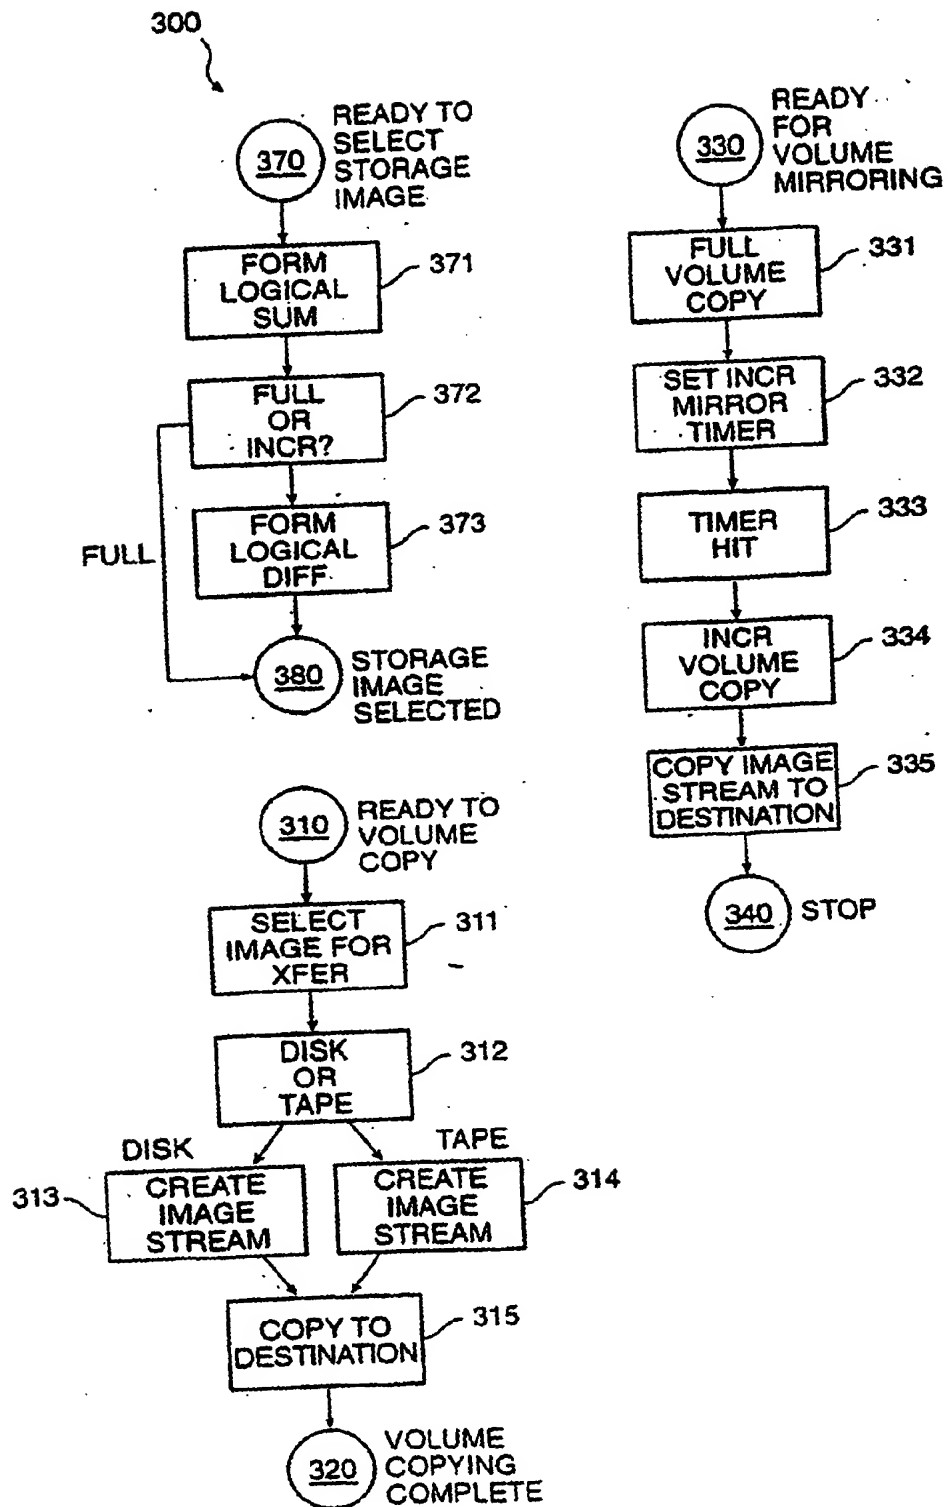 300
370
READY TO
SELECT
STORAGE
IMAGE
FORM
LOGICAL
SUM
371
FULL
OR
INCR?
372
FORM
LOGICAL
DIFF
373
FULL
380
STORAGE
IMAGE
SELECTED
310
READY TO
VOLUME
COPY
SELECT
IMAGE FOR
XFER
311
DISK
OR
TAPE
312
DISK
TAPE
313
CREATE
IMAGE
STREAM
CREATE
IMAGE
STREAM
314
COPY TO
DESTINATION
315
320
VOLUME
COPYING
COMPLETE
330
READY
FOR
VOLUME
MIRRORING
FULL
VOLUME
COPY
331
SET INCR
MIRROR
TIMER
332
TIMER
HIT
333
INCR
VOLUME
COPY
334
COPY IMAGE
STREAM TO
DESTINATION
335
340
STOP